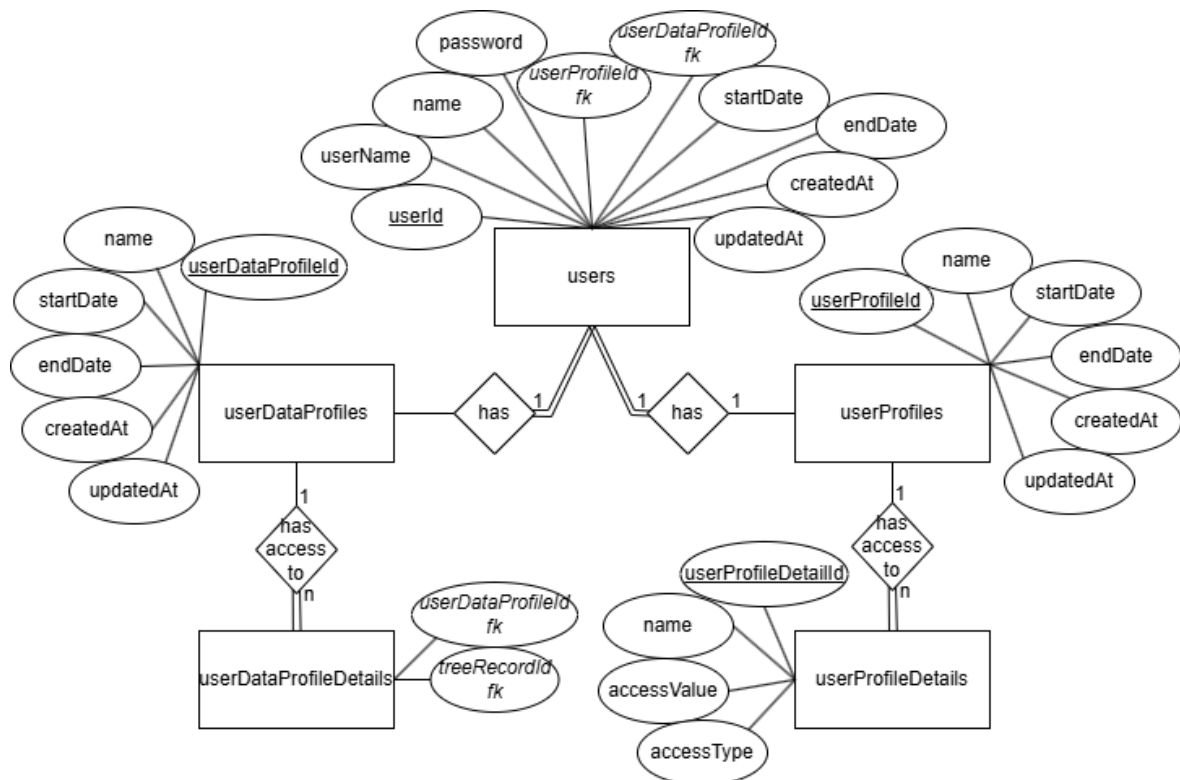 password
userDataProfileId
fk
userProfileId
fk
name
startDate
endDate
userName
createdAt
userId
updatedAt
users
name
userDataProfileId
startDate
endDate
createdAt
updatedAt
userDataProfiles
has
1
1
has
1
name
userProfileId
startDate
endDate
createdAt
updatedAt
userProfiles
1
has
access
to
n
1
has
access
to
n
userDataProfileDetails
userDataProfileId
fk
treeRecordId
fk
userProfileDetailId
name
accessValue
accessType
userProfileDetails